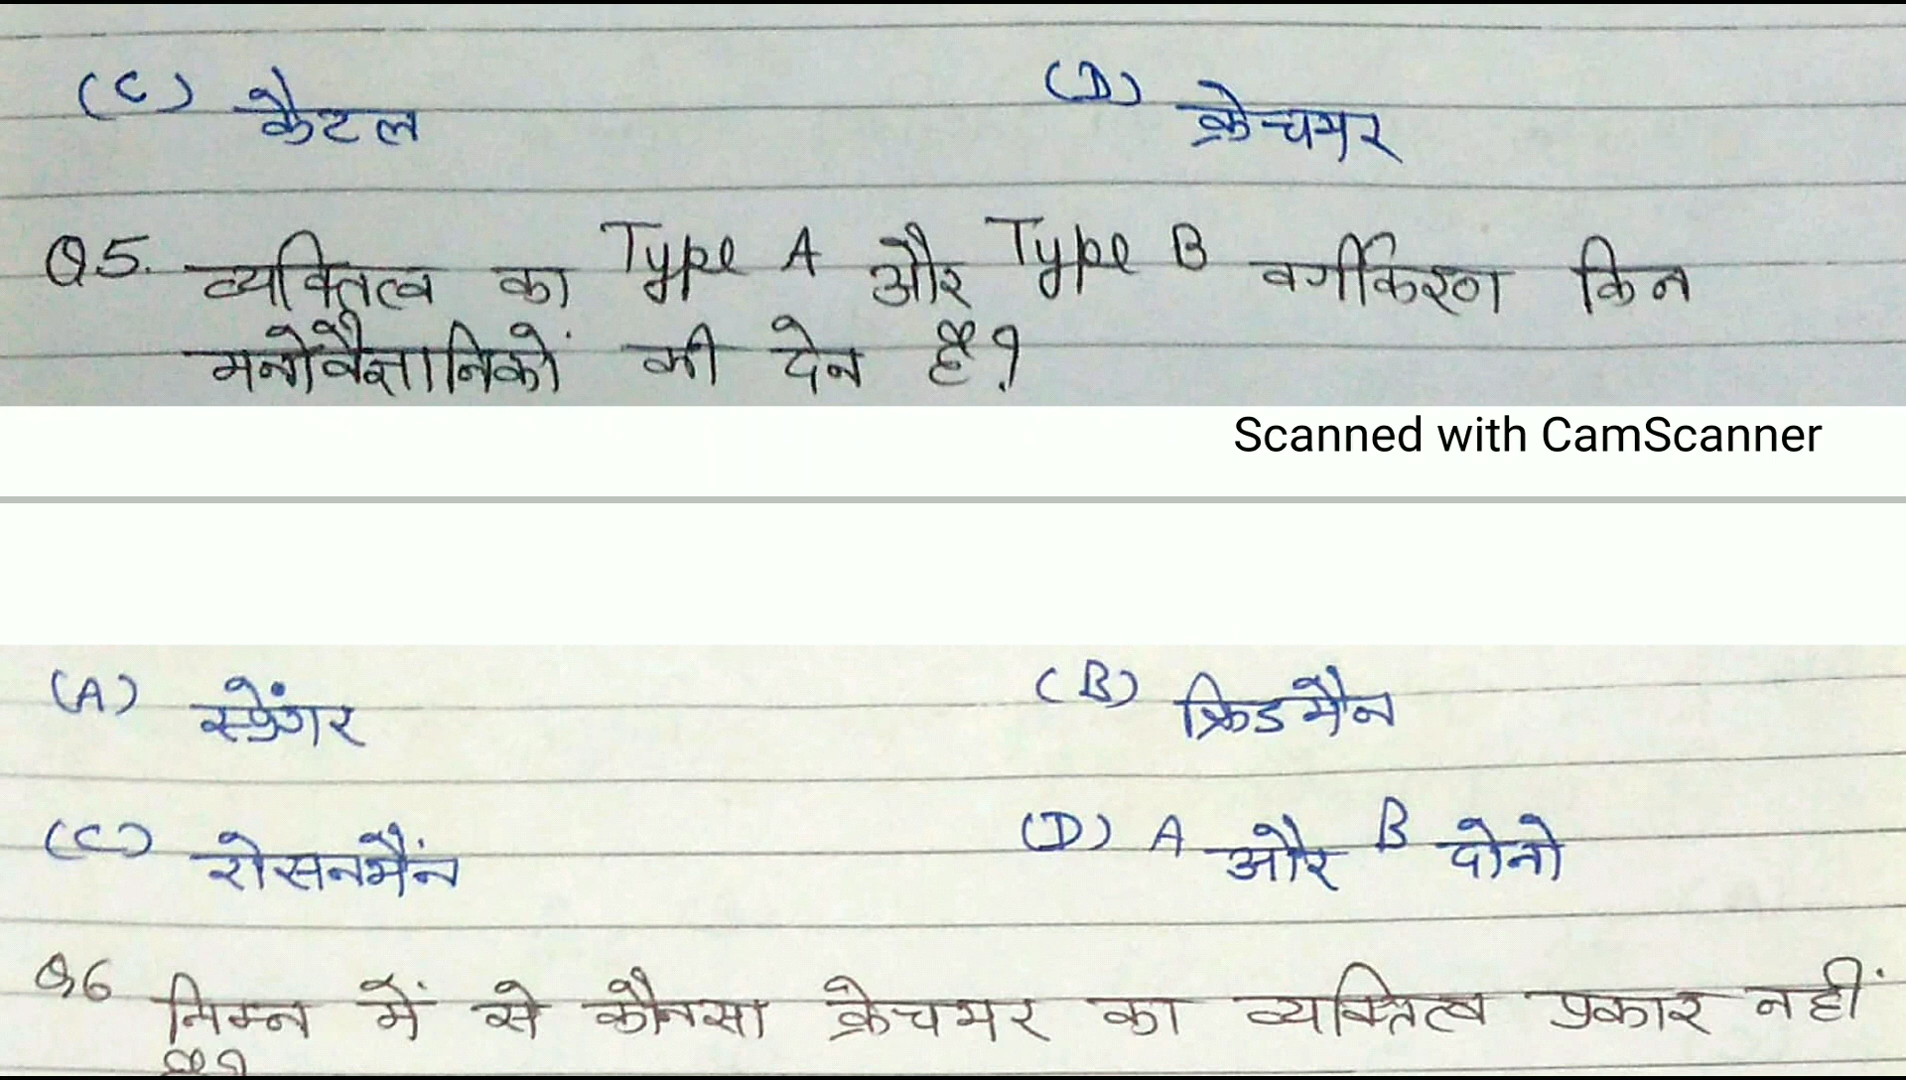 (C) कैटल (D) क्रेचमर
Q5. व्यक्तित्व का Type A और Type B वर्गीकिरण किन
मनोवैज्ञानिकों की देन है?
Scanned with CamScanner
(A) स्प्रेंगर (B) फ्रिडमैन
(C) रोसनमैंन (D) A और B दोनो
Q6 निम्न में से कौनसा क्रेचमर का व्यक्तित्व प्रकार नहीं
है?